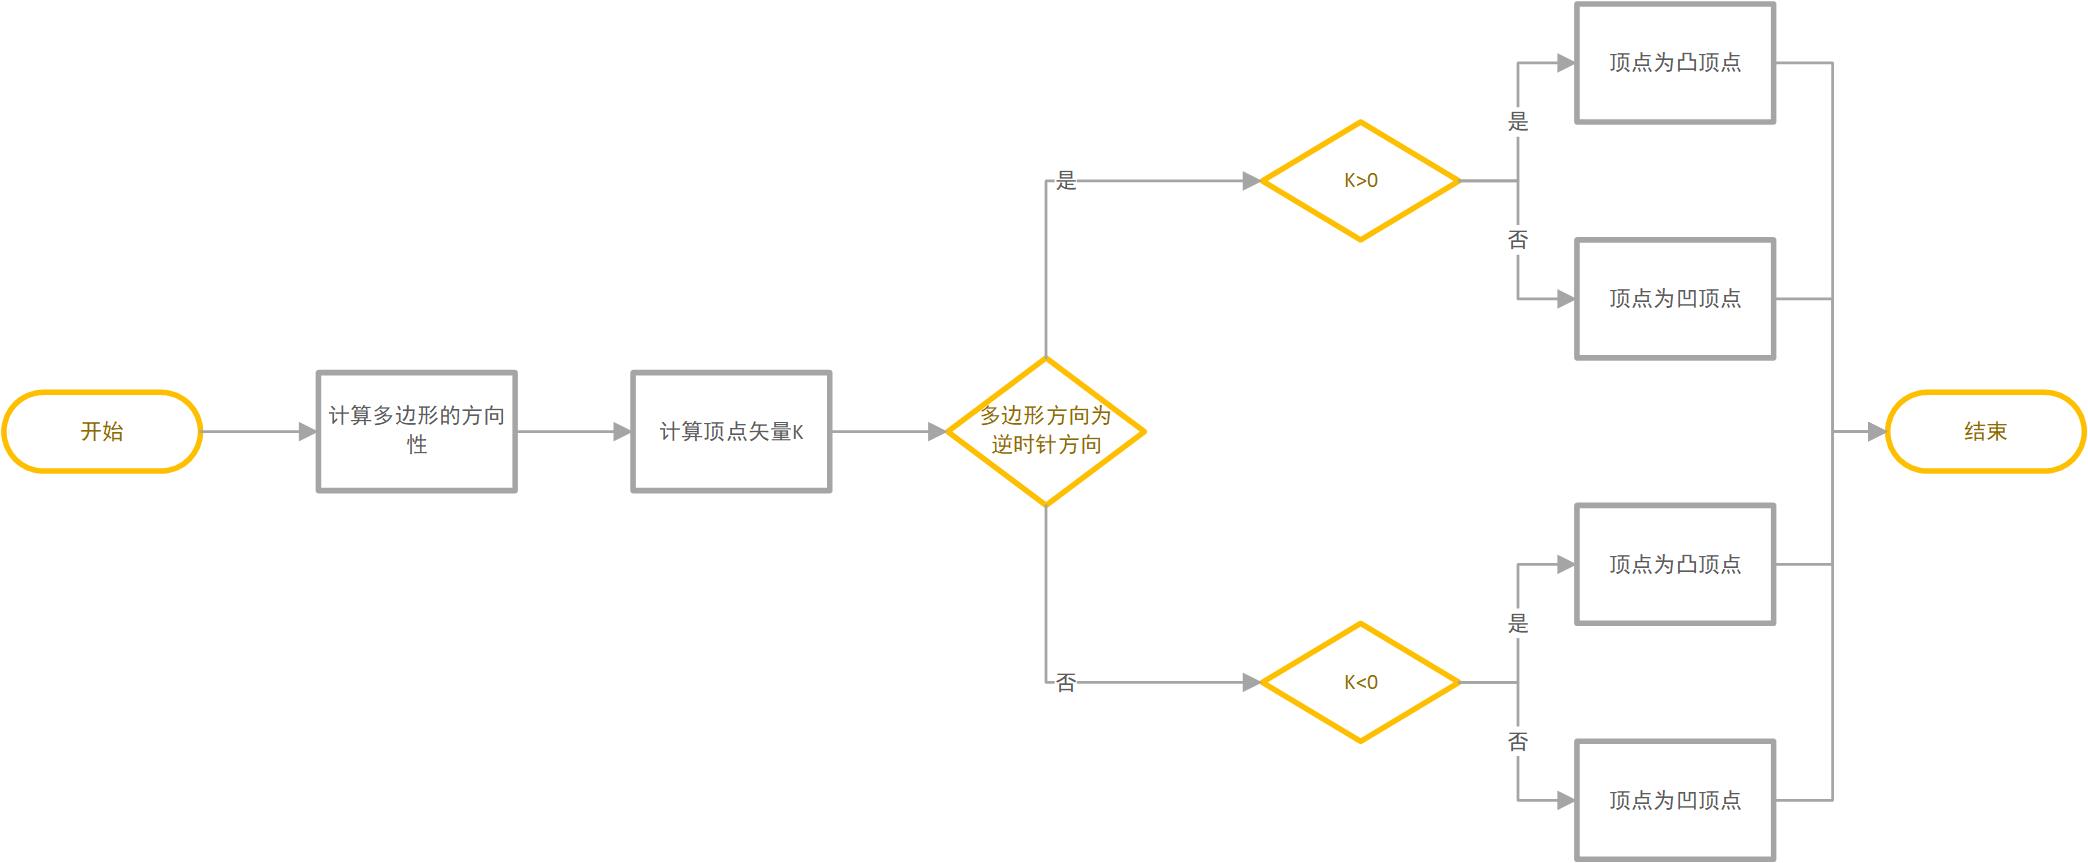 开始
计算多边形的方向
性
计算顶点矢量K
多边形方向为
逆时针方向
是
K>0
是
顶点为凸顶点
否
顶点为凹顶点
否
K<0
是
顶点为凸顶点
否
顶点为凹顶点
结束